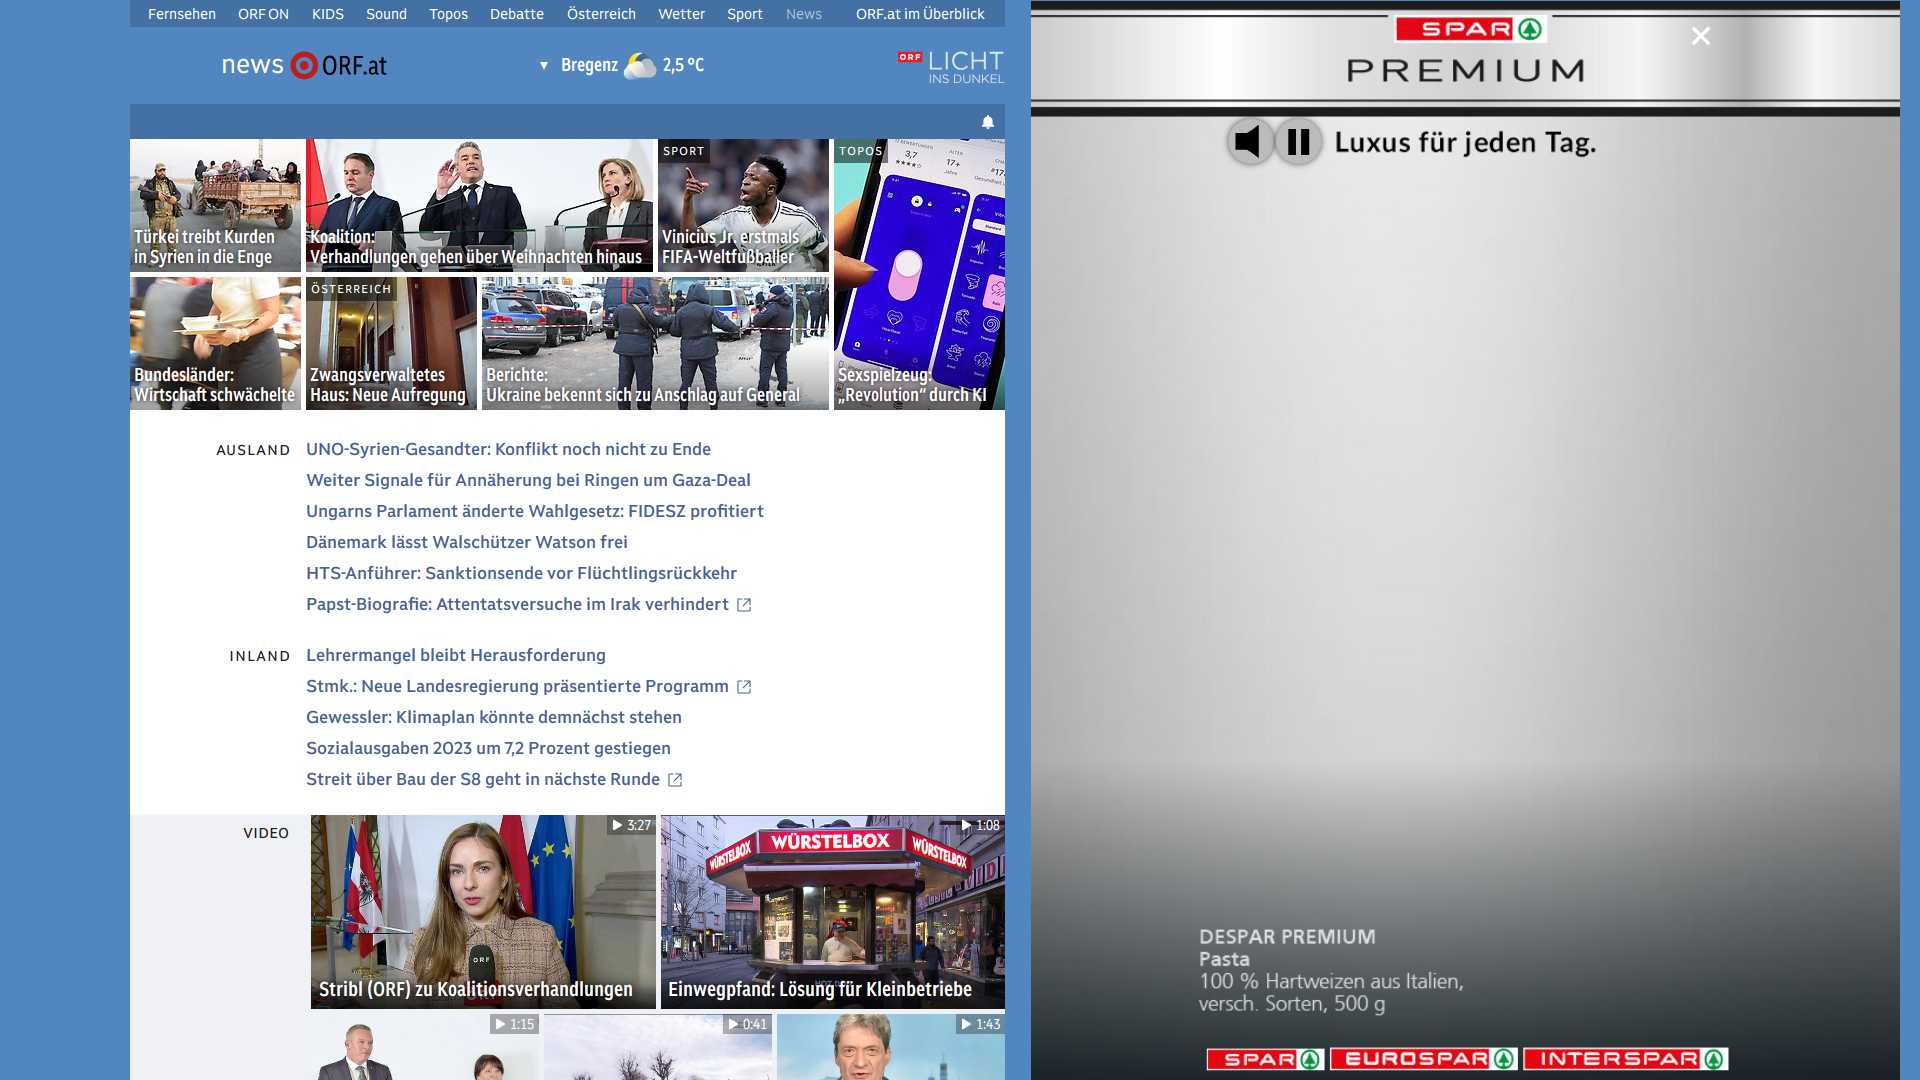 Fernsehen ORF ON KIDS Sound Topos Debatte Österreich Wetter Sport News ORF.at im Überblick
news ORF.at
Bregenz 2,5 °C
ORF LICHT
INS DUNKEL
Türkei treibt Kurden
in Syrien in die Enge
Koalition:
Verhandlungen gehen über Weihnachten hinaus
SPORT
Vinicius Jr. erstmals
FIFA-Weltfußballer
TOPOS
3,7
17+
Jahre
Sexspielzeug:
„Revolution“ durch KI
Bundesländer:
Wirtschaft schwächelte
ÖSTERREICH
Zwangsverwaltetes
Haus: Neue Aufregung
Berichte:
Ukraine bekennt sich zu Anschlag auf General
AUSLAND
UNO-Syrien-Gesandter: Konflikt noch nicht zu Ende
Weiter Signale für Annäherung bei Ringen um Gaza-Deal
Ungarns Parlament änderte Wahlgesetz: FIDESZ profitiert
Dänemark lässt Walschützer Watson frei
HTS-Anführer: Sanktionsende vor Flüchtlingsrückkehr
Papst-Biografie: Attentatsversuche im Irak verhindert
INLAND
Lehrermangel bleibt Herausforderung
Stmk.: Neue Landesregierung präsentierte Programm
Gewessler: Klimaplan könnte demnächst stehen
Sozialausgaben 2023 um 7,2 Prozent gestiegen
Streit über Bau der S8 geht in nächste Runde
VIDEO
3:27
ORF
Stribl (ORF) zu Koalitionsverhandlungen
1:08
WÜRSTELBOX WÜRSTELBOX WÜRSTELBOX
Einwegpfand: Lösung für Kleinbetriebe
1:15
0:41
1:43
SPAR
PREMIUM
Luxus für jeden Tag.
DESPAR PREMIUM
Pasta
100 % Hartweizen aus Italien,
versch. Sorten, 500 g
SPAR EUROSPAR INTERSPAR